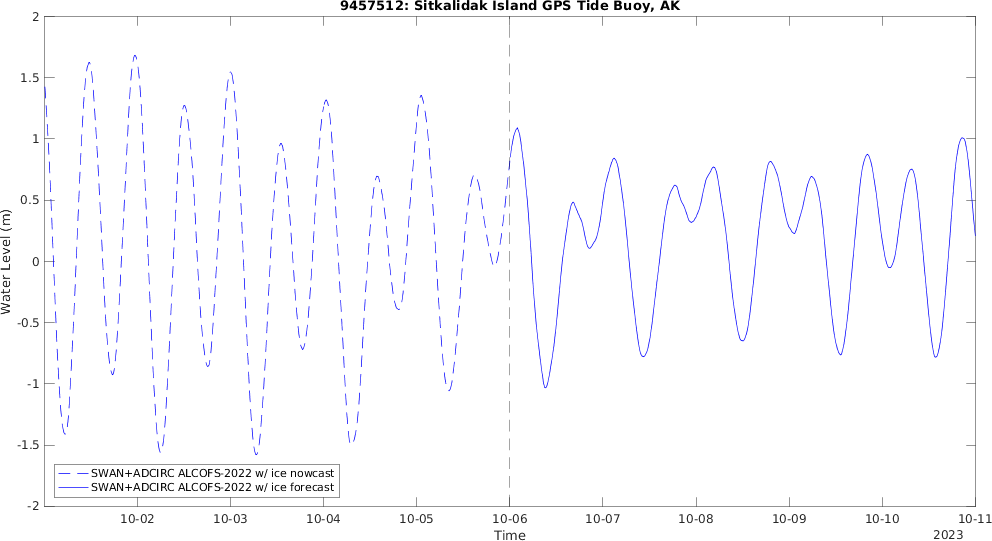 9457512: Sitkalidak Island GPS Tide Buoy, AK
2
1.5
1
0.5
0
-0.5
-1
-1.5
-2
Water Level (m)
SWAN+ADCIRC ALCOFS-2022 w/ ice nowcast
SWAN+ADCIRC ALCOFS-2022 w/ ice forecast
10-02 10-03 10-04 10-05 10-06 10-07 10-08 10-09 10-10 10-11
Time
2023